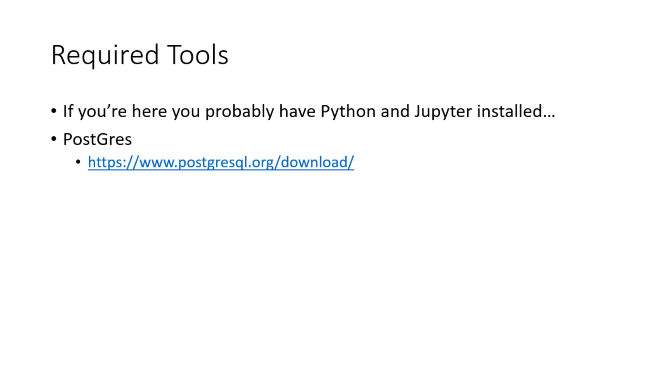 Required Tools
• If you’re here you probably have Python and Jupyter installed…
• PostGres
• https://www.postgresql.org/download/